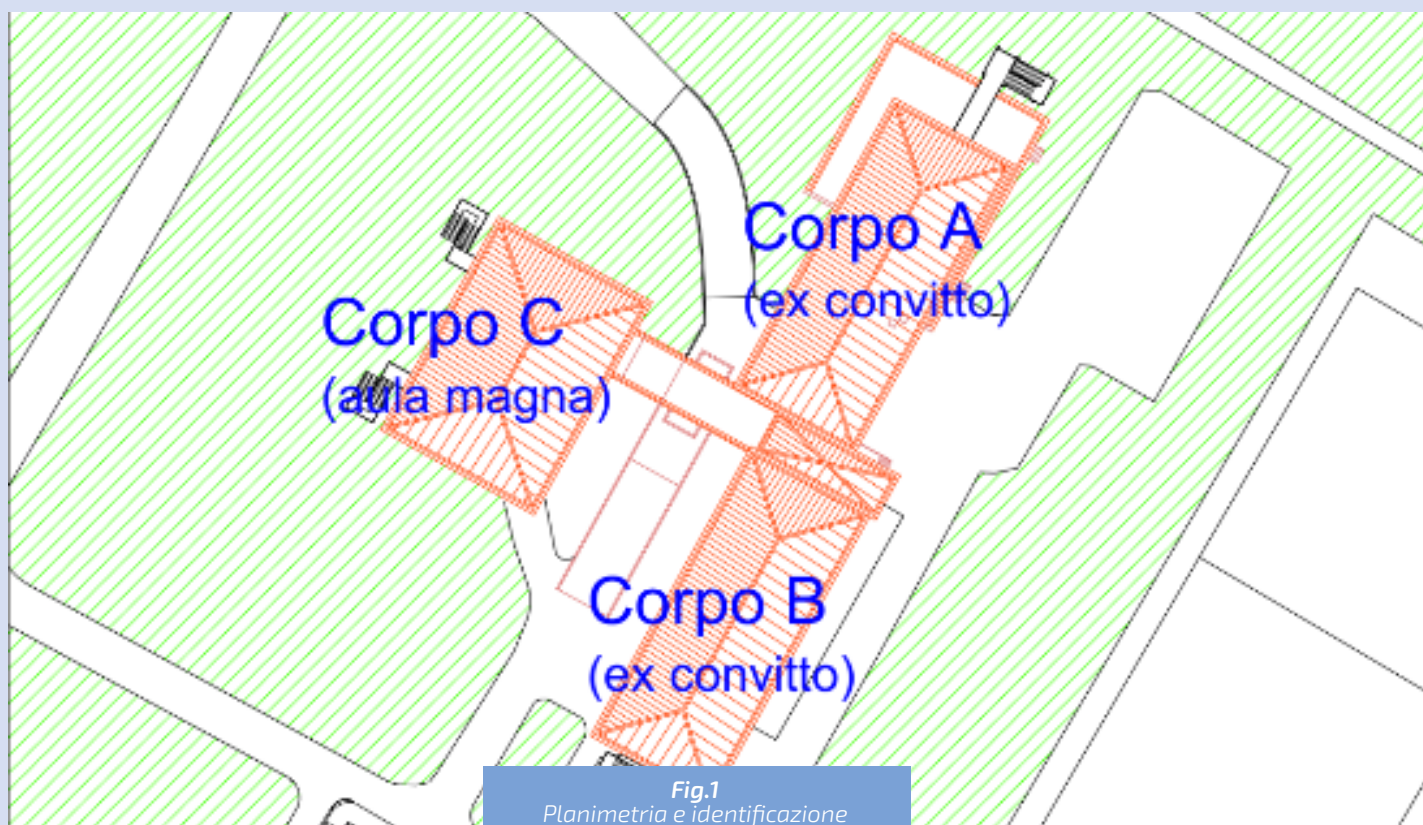 Corpo A
(ex convitto)
Corpo C
(aula magna)
Corpo B
(ex convitto)
Fig.1
Planimetria e identificazione